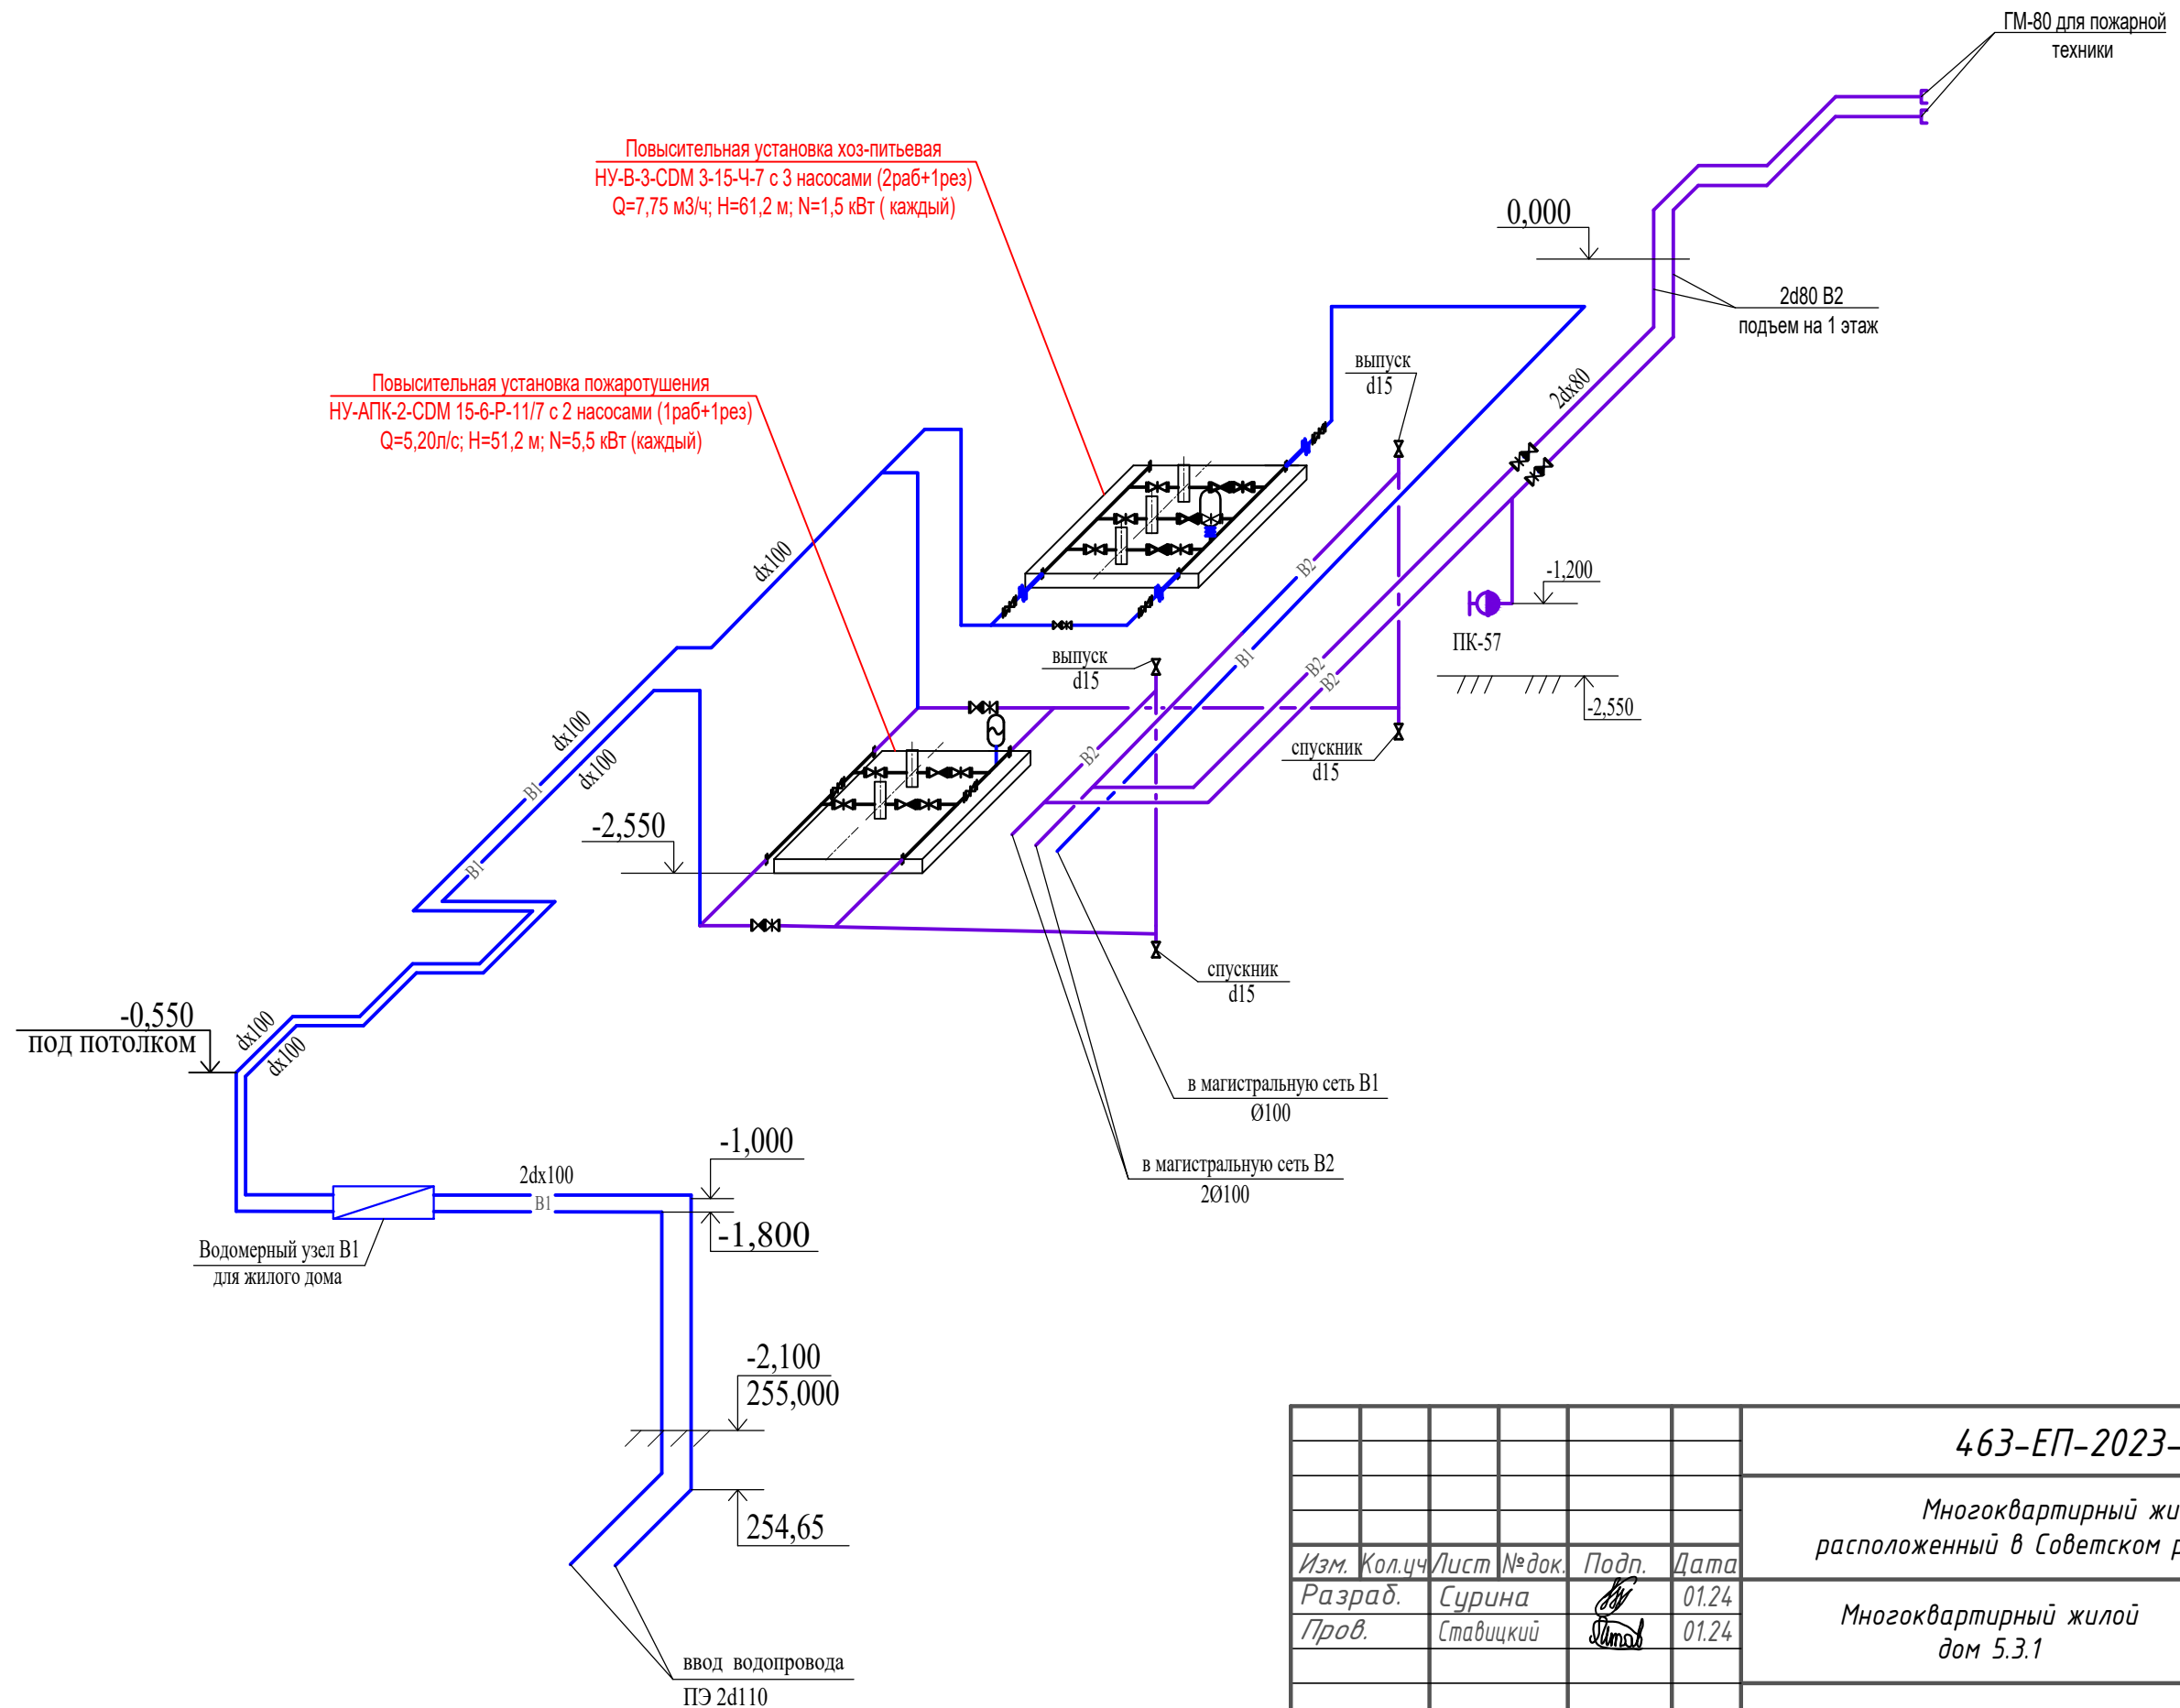 ГМ-80 для пожарной
техники
Повысительная установка хоз-питьевая
НУ-В-3-CDM 3-15-Ч-7 с 3 насосами (2раб+1рез)
Q=7,75 м3/ч; H=61,2 м; N=1,5 кВт ( каждый)
0,000
2d80 В2
подъем на 1 этаж
выпуск
d15
Повысительная установка пожаротушения
НУ-АПК-2-CDM 15-6-Р-11/7 с 2 насосами (1раб+1рез)
Q=5,20л/с; H=51,2 м; N=5,5 кВт (каждый)
2dx80
dx100
В2
-1,200
ПК-57
выпуск
d15
В1
В2
В2
-2,550
dx100
dx100
В2
спускник
d15
В1
В1
-2,550
спускник
d15
-0,550
под потолком
dx100
dx100
в магистральную сеть В1
Ø100
в магистральную сеть В2
2Ø100
-1,000
2dx100
В1
-1,800
Водомерный узел В1
для жилого дома
-2,100
255,000
254,65
ввод водопровода
ПЭ 2d110
463-ЕП-2023-
Многоквартирный жи
расположенный в Советском р
Изм. Кол.уч Лист №док. Подп. Дата
Разраб. Сурина 01.24
Пров. Ставицкий 01.24
Многоквартирный жилой
дом 5.3.1